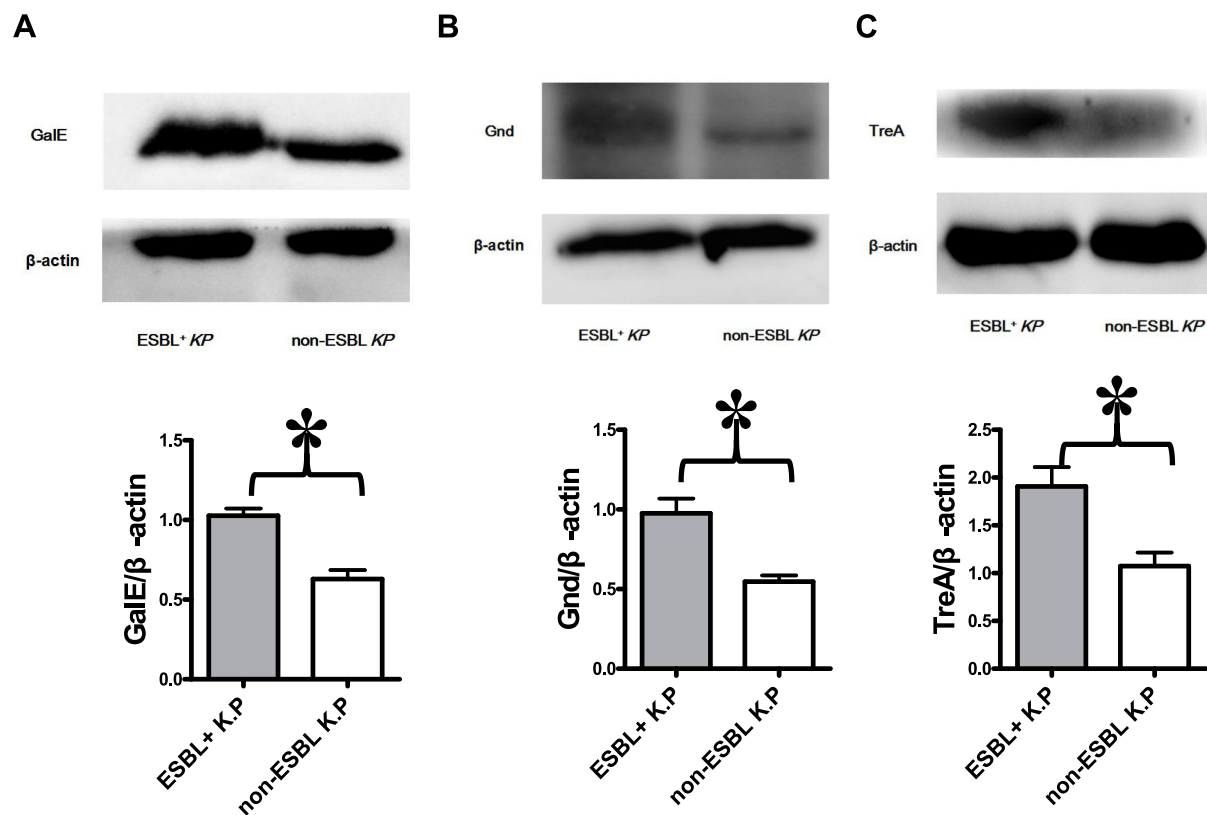 A
GalE
β-actin
ESBL⁺ KP non-ESBL KP
GalE/β -actin
1.5
1.0
0.5
0.0
*
ESBL+ K.P
non-ESBL K.P
B
Gnd
β-actin
ESBL⁺ KP non-ESBL KP
Gnd/β -actin
1.5
1.0
0.5
0.0
*
ESBL+ K.P
non-ESBL K.P
C
TreA
β-actin
ESBL⁺ KP non-ESBL KP
TreA/β -actin
2.5
2.0
1.5
1.0
0.5
0.0
*
ESBL+ K.P
non-ESBL K.P